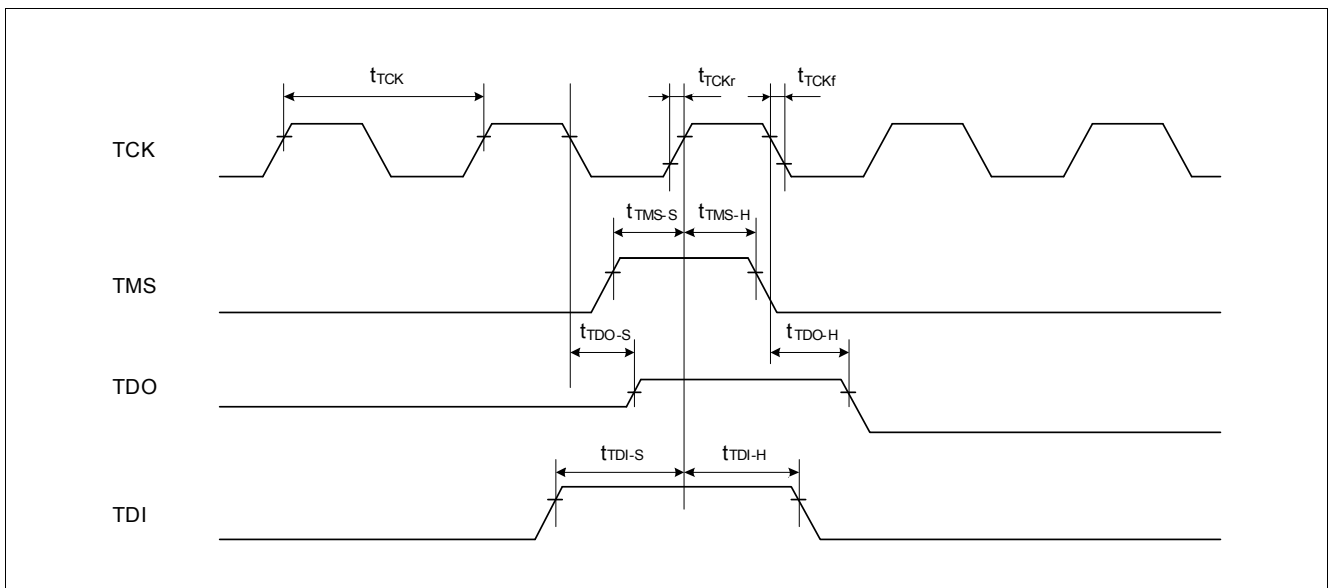 tTCK
tTCKr
tTCKf
TCK
tTMS-S
tTMS-H
TMS
tTDO-S
tTDO-H
TDO
tTDI-S
tTDI-H
TDI